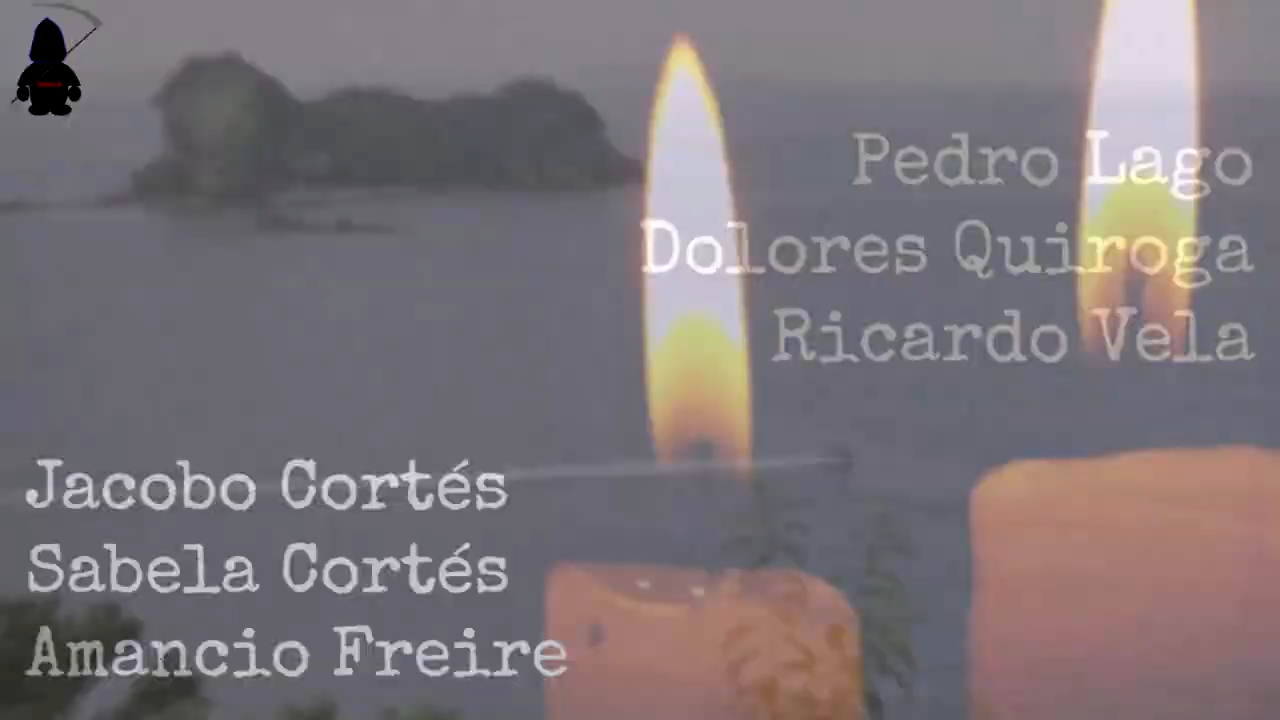 Pedro Lago
Dolores Quiroga
Ricardo Vela
Jacobo Cortés
Sabela Cortés
Amancio Freire